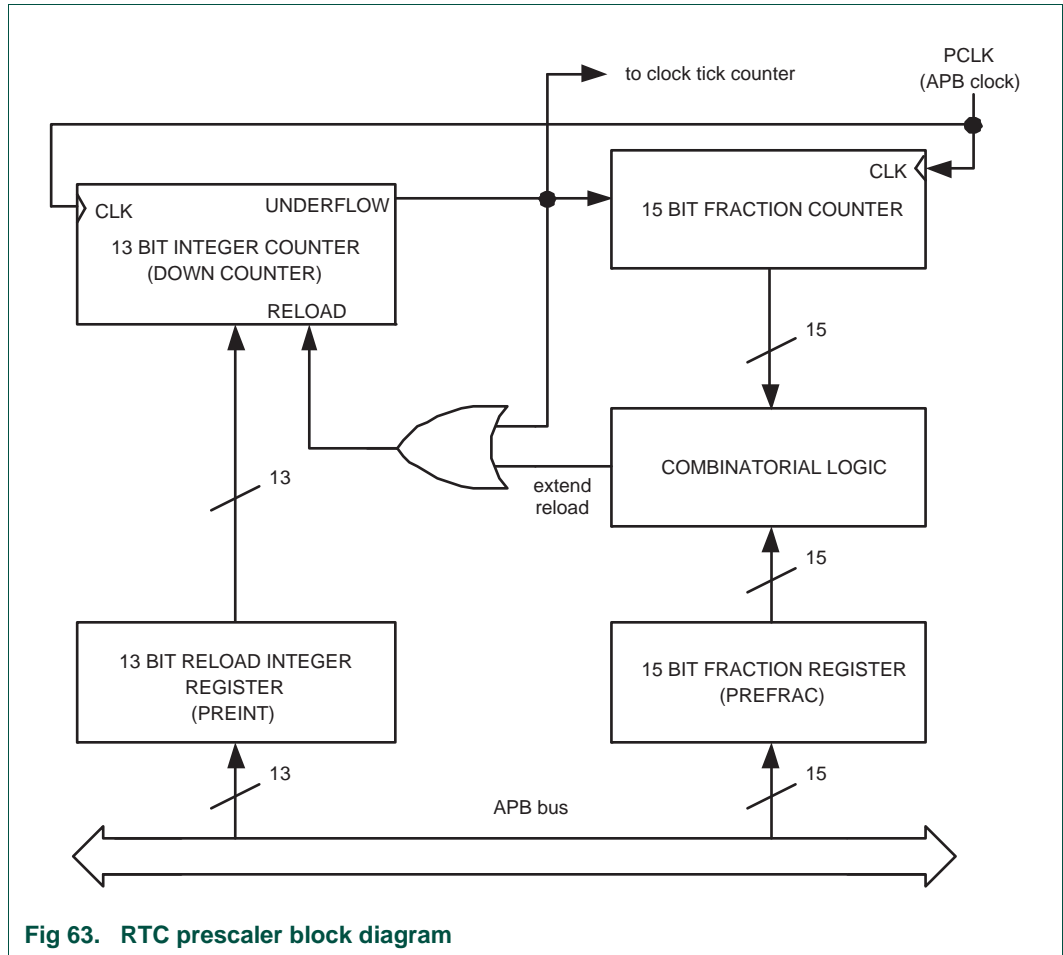 to clock tick counter
PCLK
(APB clock)
CLK
UNDERFLOW
13 BIT INTEGER COUNTER
(DOWN COUNTER)
RELOAD
CLK
15 BIT FRACTION COUNTER
15
COMBINATORIAL LOGIC
extend
reload
13
15
13 BIT RELOAD INTEGER
REGISTER
(PREINT)
15 BIT FRACTION REGISTER
(PREFRAC)
13
15
APB bus
Fig 63. RTC prescaler block diagram